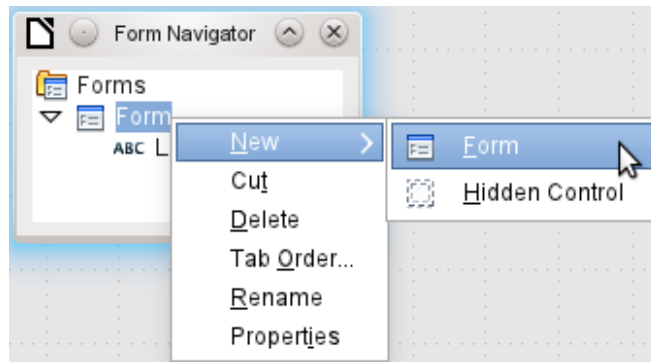 Form Navigator
Forms
Form
ABC L
New
Cut
Delete
Tab Order...
Rename
Properties
Form
Hidden Control